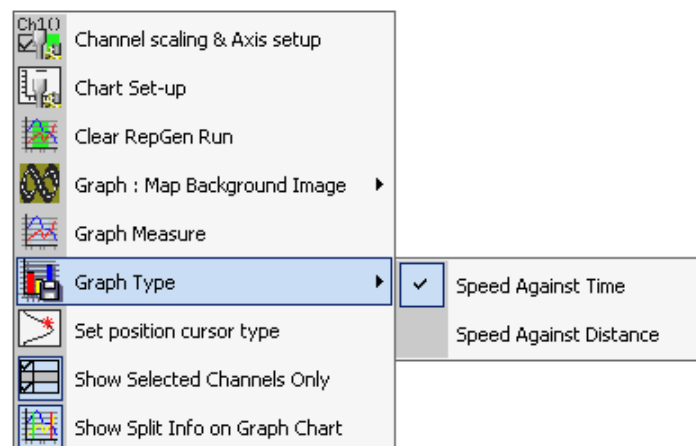 Ch10
Channel scaling & Axis setup
Chart Set-up
Clear RepGen Run
Graph : Map Background Image
Graph Measure
Graph Type
Speed Against Time
Set position cursor type
Speed Against Distance
Show Selected Channels Only
Show Split Info on Graph Chart